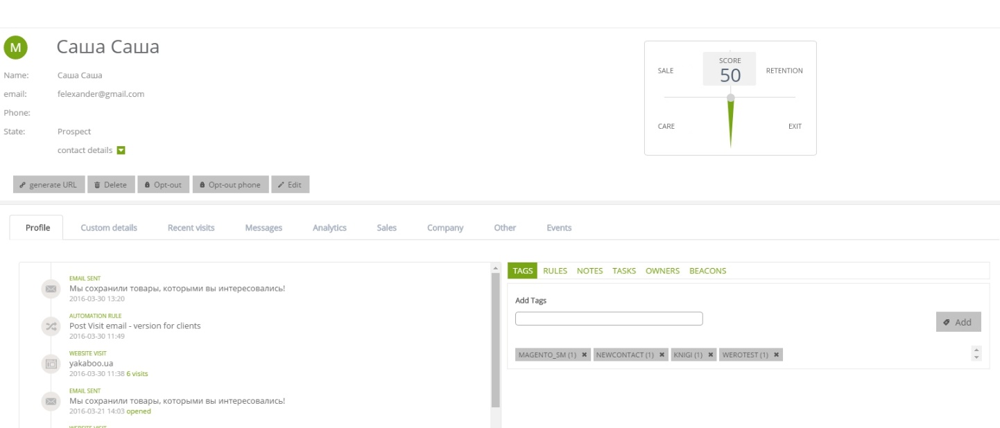 M
Саша Саша
Name: Саша Саша
email: felexander@gmail.com
Phone:
State: Prospect
contact details
SCORE
50
SALE
RETENTION
CARE
EXIT
generate URL Delete Opt-out Opt-out phone Edit
Profile Custom details Recent visits Messages Analytics Sales Company Other Events
EMAIL SENT
Мы сохранили товары, которыми вы интересовались!
2016-03-30 13:20
AUTOMATION RULE
Post Visit email - version for clients
2016-03-30 11:49
WEBSITE VISIT
yakaboo.ua
2016-03-30 11:38 6 visits
EMAIL SENT
Мы сохранили товары, которыми вы интересовались!
2016-03-21 14:03 opened
WEBSITE VISIT
TAGS RULES NOTES TASKS OWNERS BEACONS
Add Tags
Add
MAGENTO_SM (1) NEWCONTACT (1) KNIGI (1) WEROTEST (1)